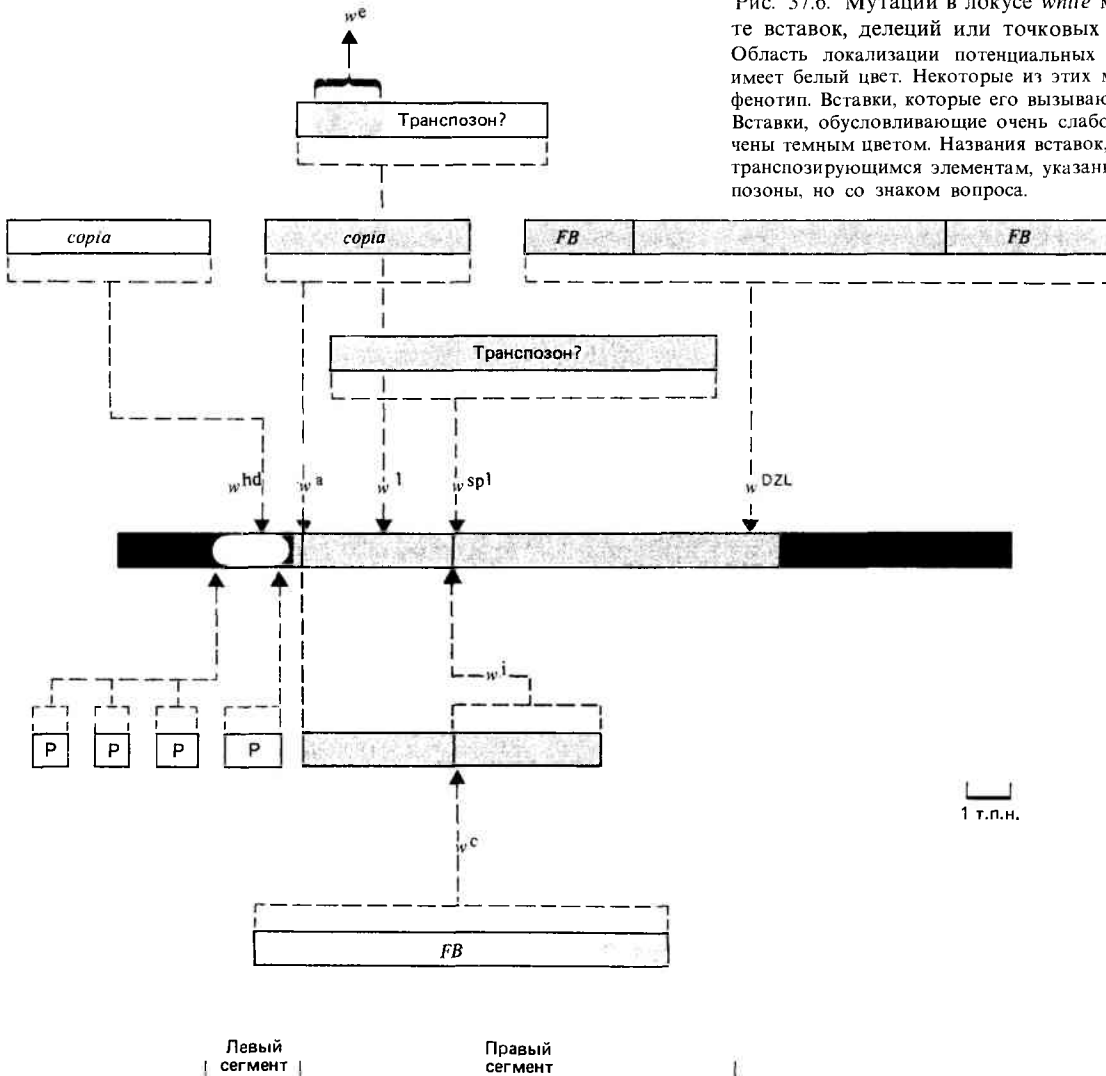 Рис. 37.6. Мутации в локусе white
те вставок, делеций или точковых
Область локализации потенциальных
имеет белый цвет. Некоторые из этих
фенотип. Вставки, которые его вызываю
Вставки, обусловливающие очень слабо
чены темным цветом. Названия вставок,
транспозирующимся элементам, указан
позоны, но со знаком вопроса.
we
Транспозон?
copia
copia
FB
FB
Транспозон?
whd
wa
w1
wsp1
wDZL
wi
P
P
P
P
1 т.п.н.
wc
FB
Левый
сегмент
Правый
сегмент